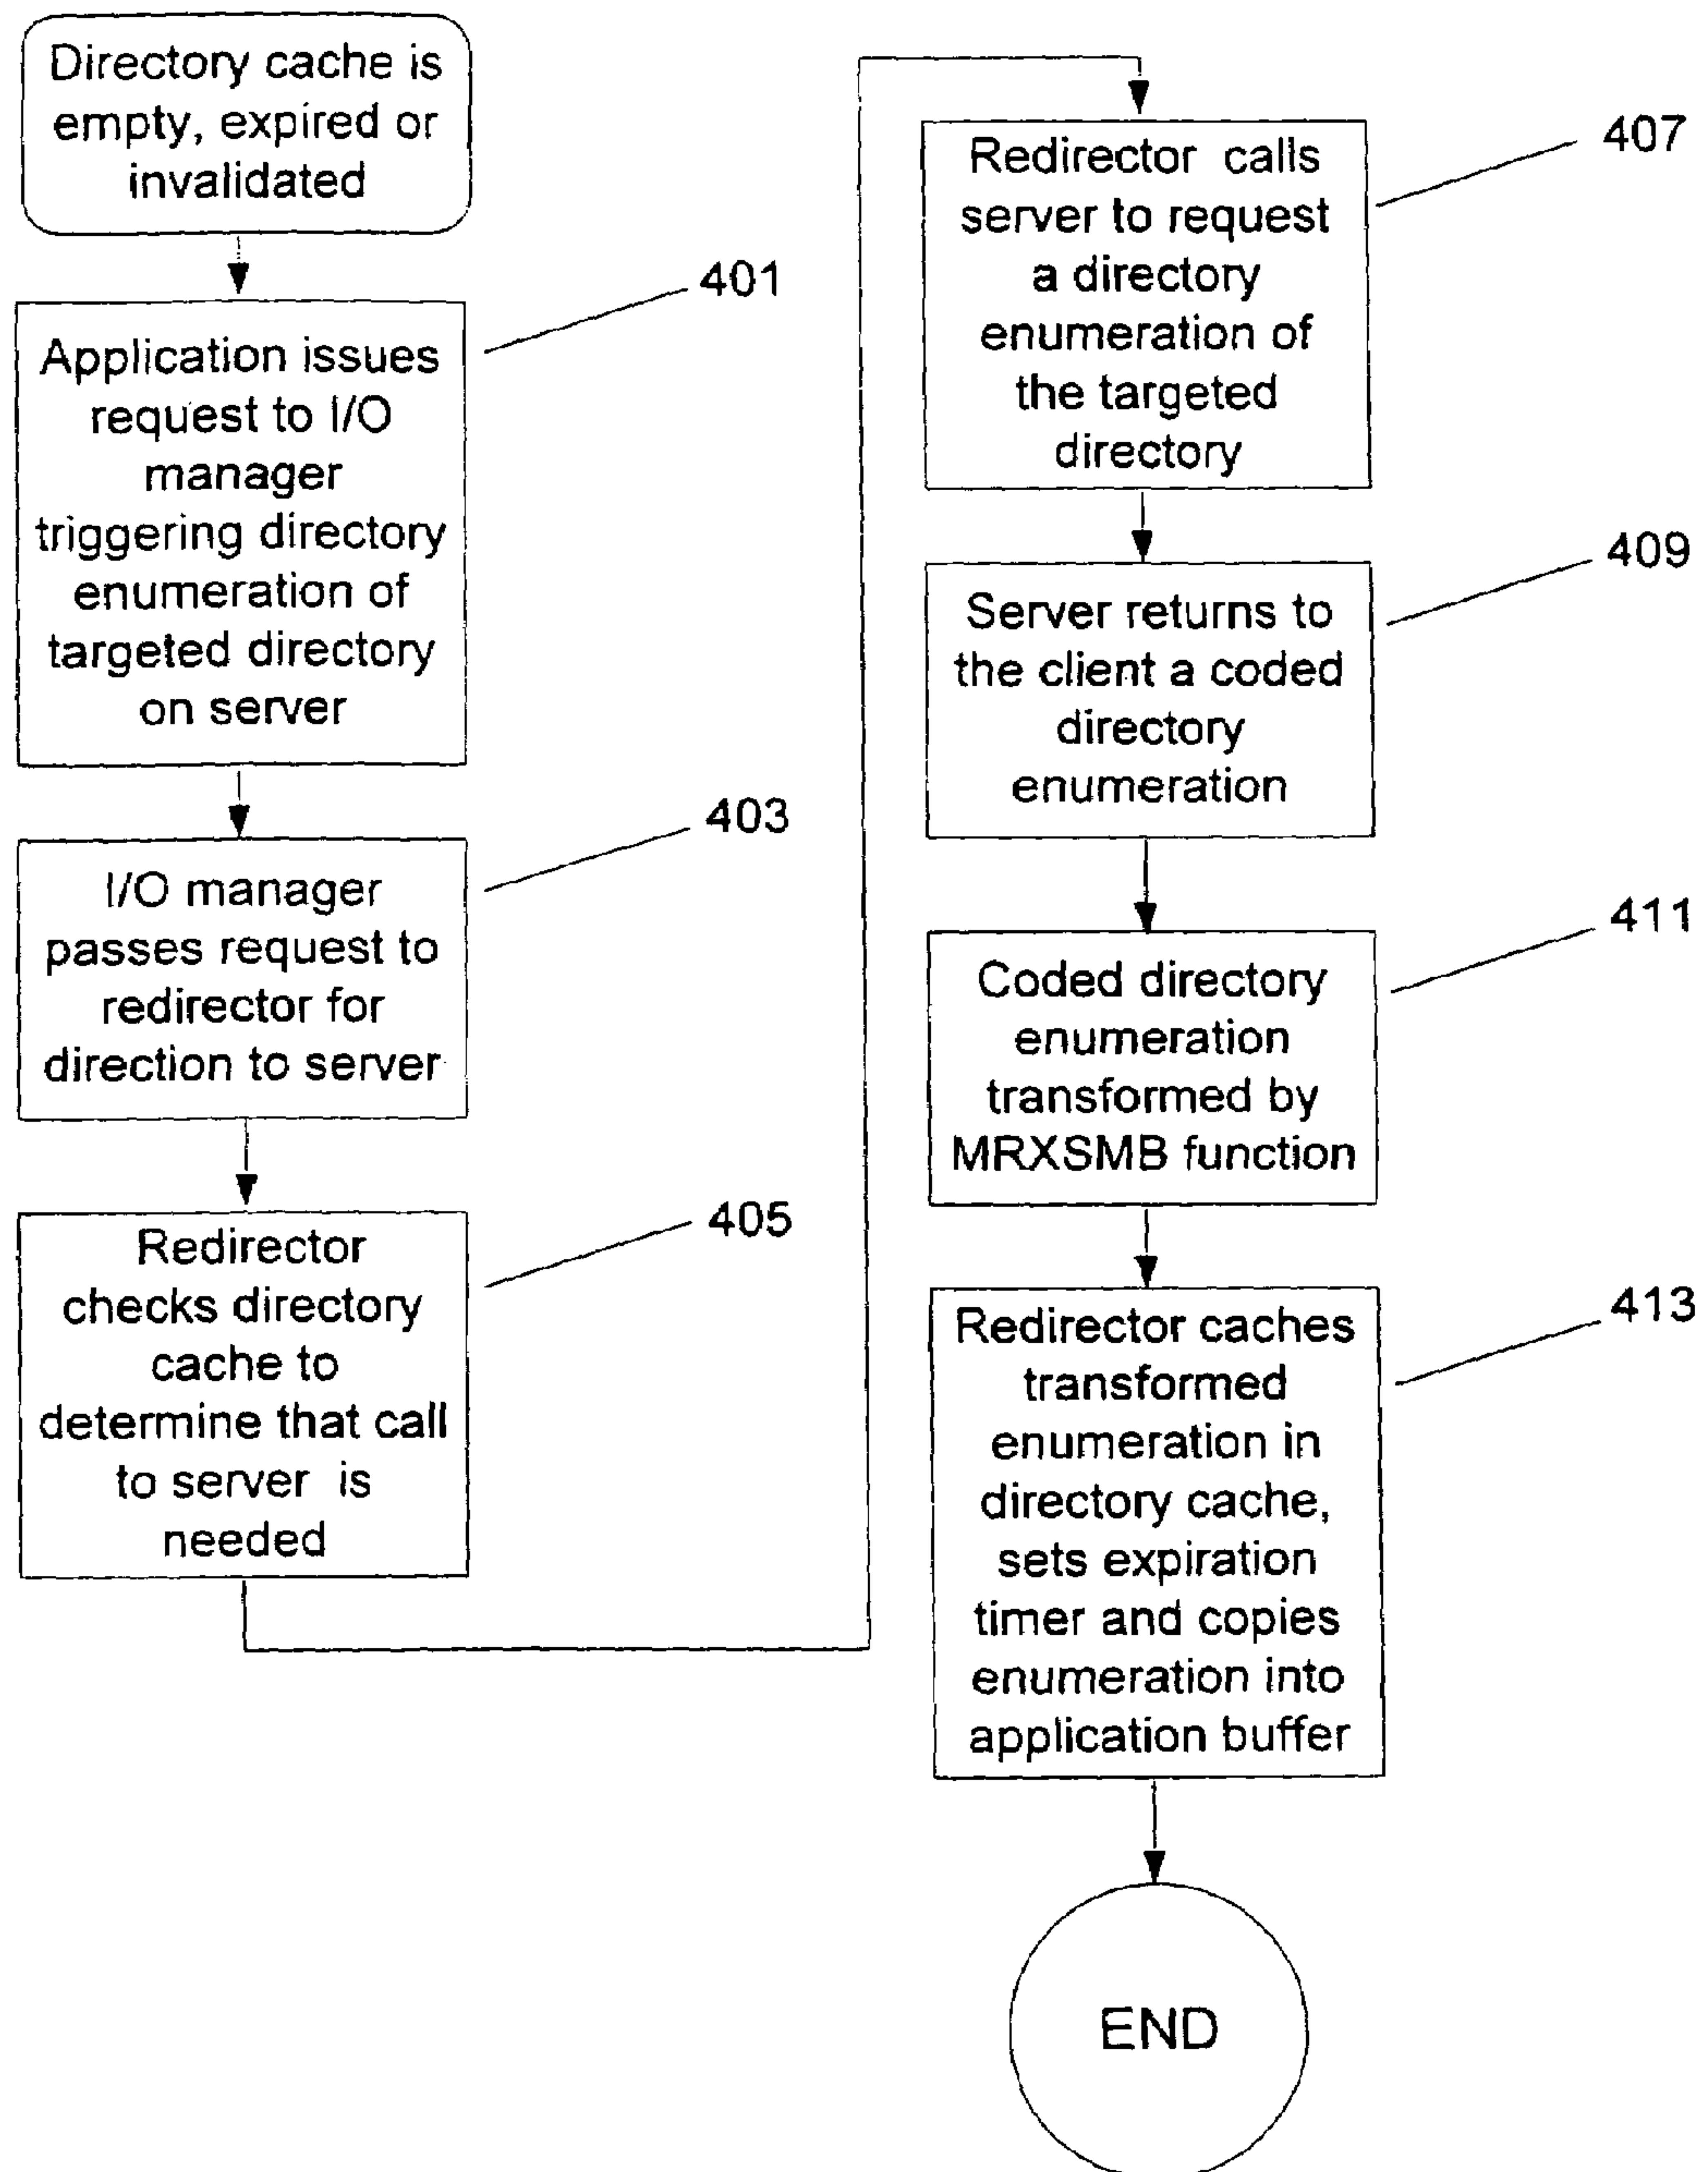 Directory cache is
empty, expired or
invalidated
401
Application issues
request to I/O
manager
triggering directory
enumeration of
targeted directory
on server
403
I/O manager
passes request to
redirector for
direction to server
405
Redirector
checks directory
cache to
determine that call
to server is
needed
407
Redirector calls
server to request
a directory
enumeration of
the targeted
directory
409
Server returns to
the client a coded
directory
enumeration
411
Coded directory
enumeration
transformed by
MRXSMB function
413
Redirector caches
transformed
enumeration in
directory cache,
sets expiration
timer and copies
enumeration into
application buffer
END